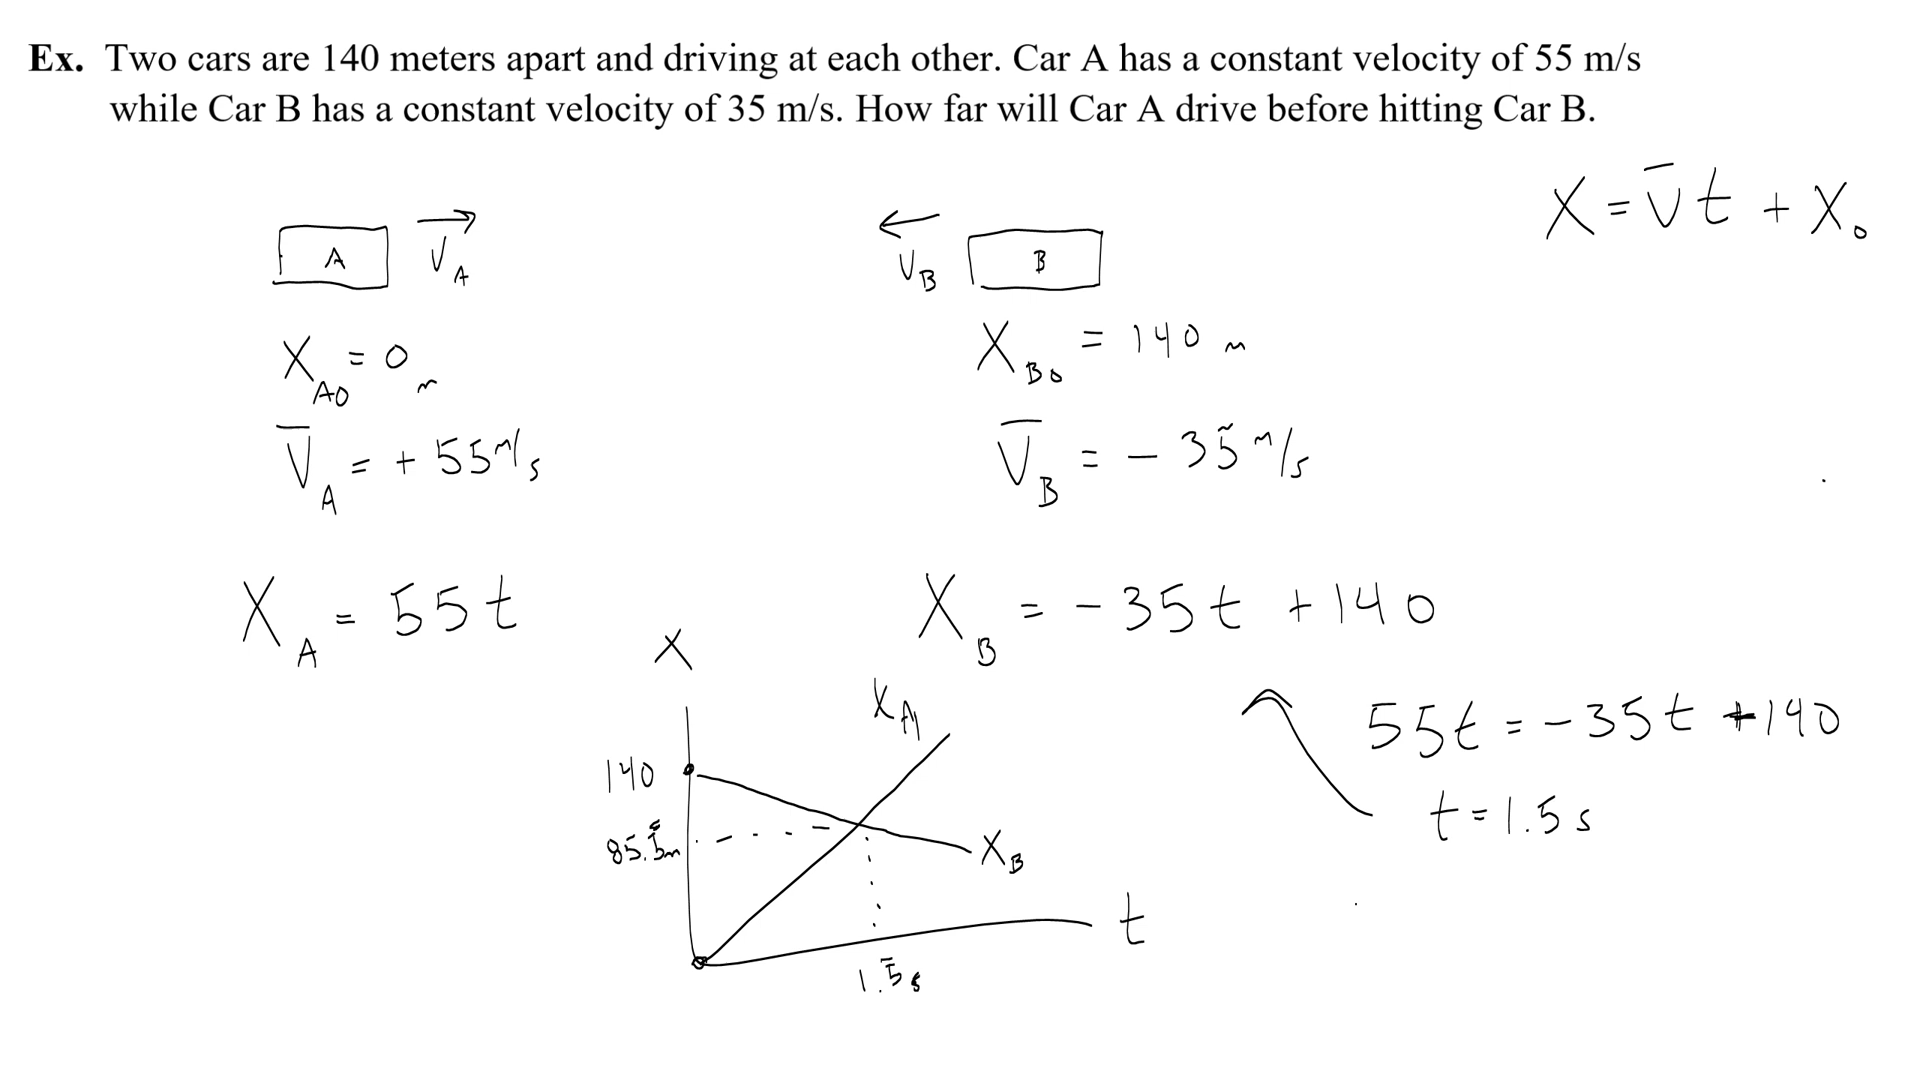 Ex. Two cars are 140 meters apart and driving at each other. Car A has a constant velocity of 55 m/s
while Car B has a constant velocity of 35 m/s. How far will Car A drive before hitting Car B.
X = v̄t + X₀
A
V_A
V_B
B
X_A0 = 0 m
X_B0 = 140 m
V̄_A = + 55 m/s
V̄_B = - 35 m/s
X_A = 55t
X_B = -35t + 140
X
X_A
55t = -35t + 140
140
t = 1.5 s
85.5m
X_B
t
1.5 s